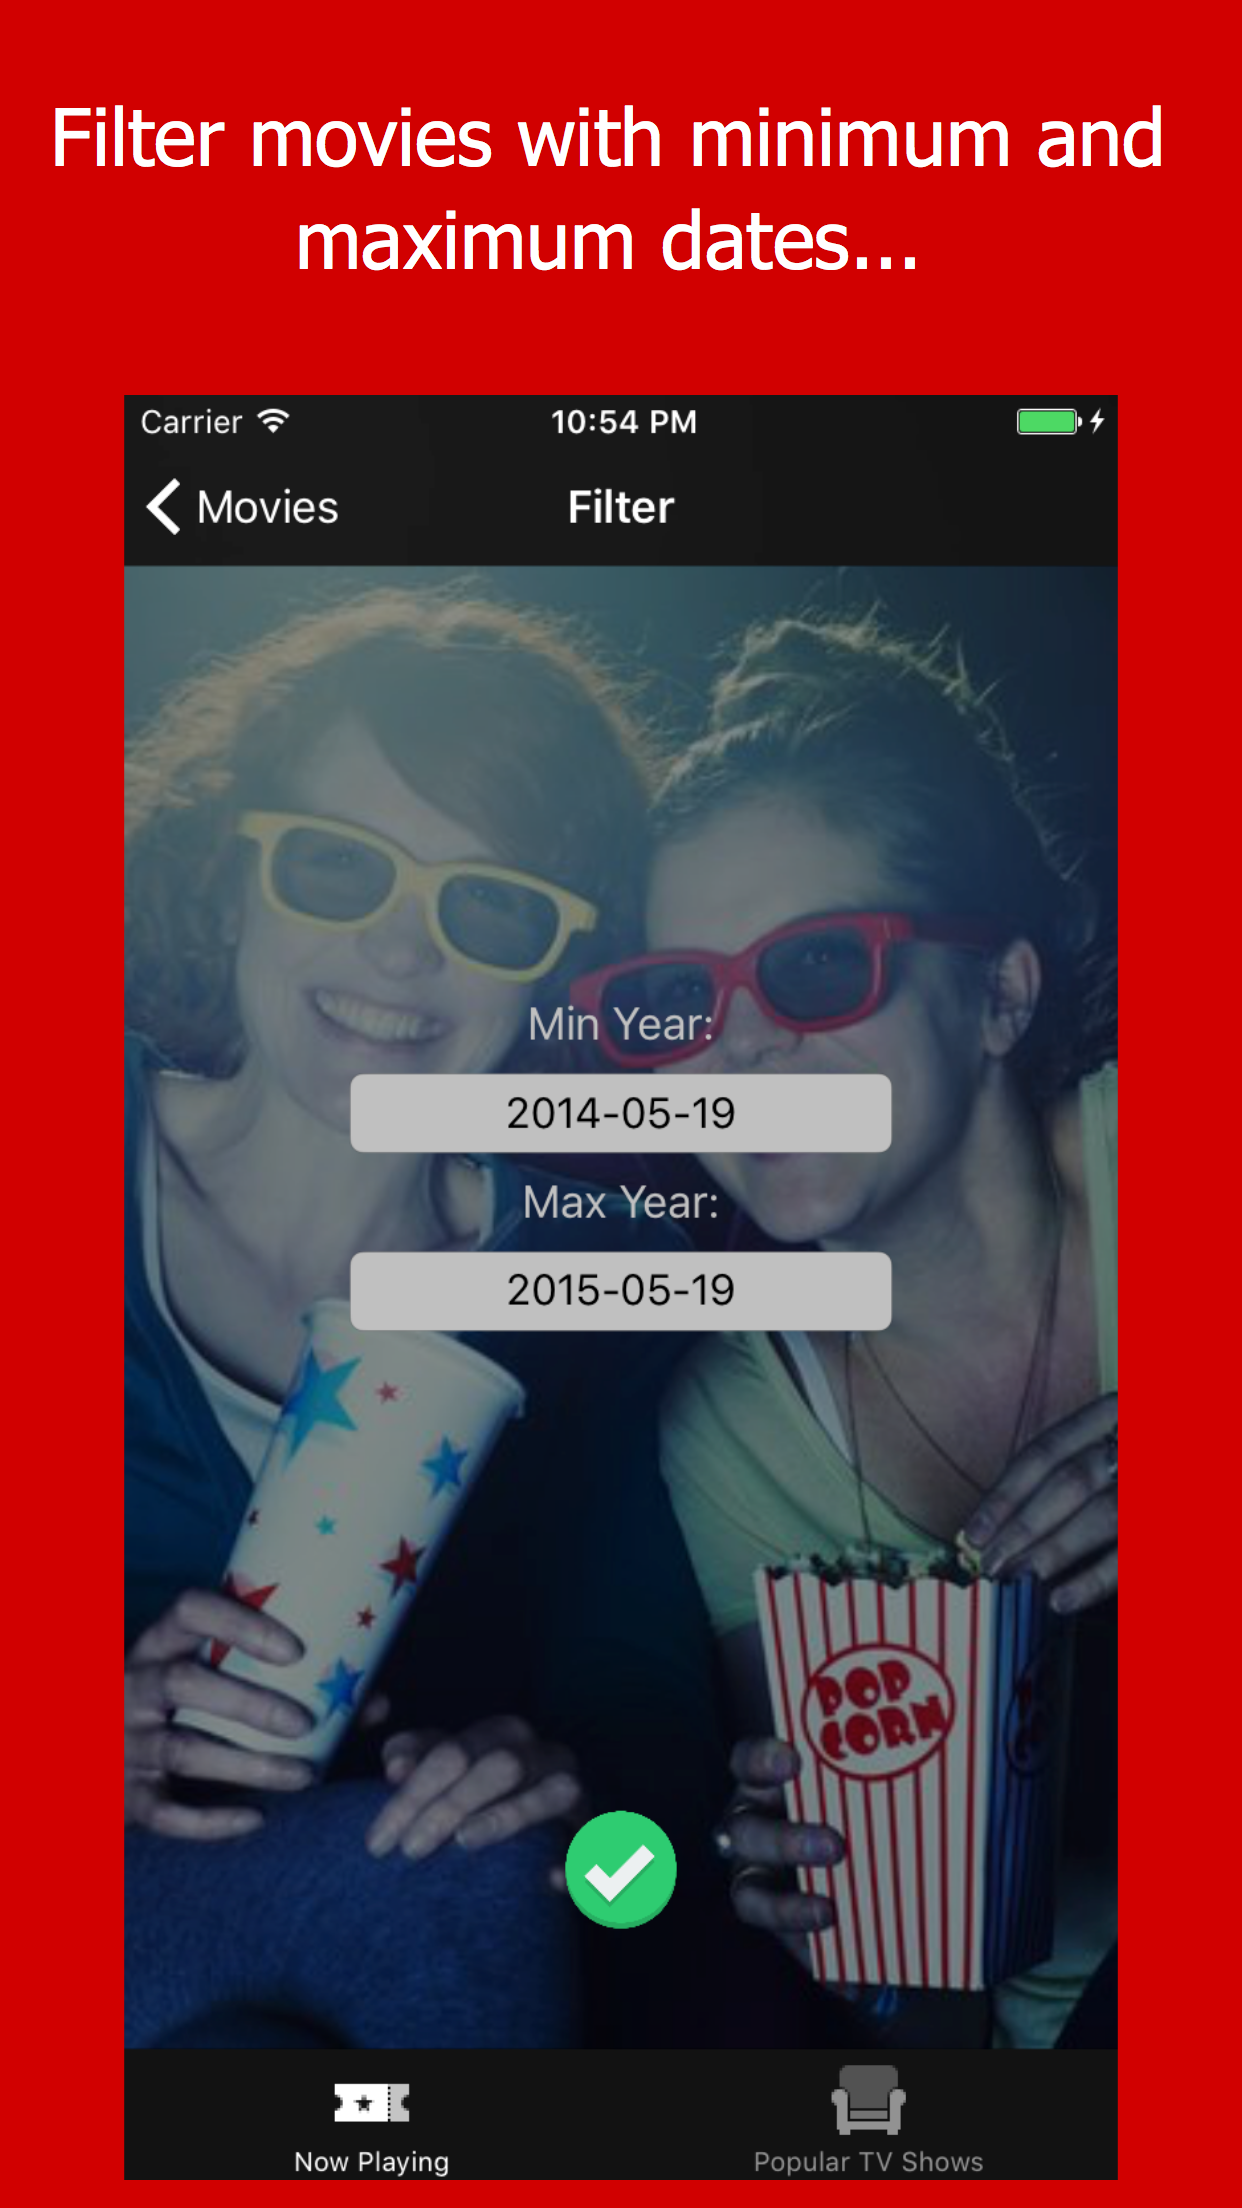 Filter movies with minimum and
maximum dates...
Carrier 10:54 PM
Movies Filter
Min Year:
2014-05-19
Max Year:
2015-05-19
POP
CORN
Now Playing Popular TV Shows